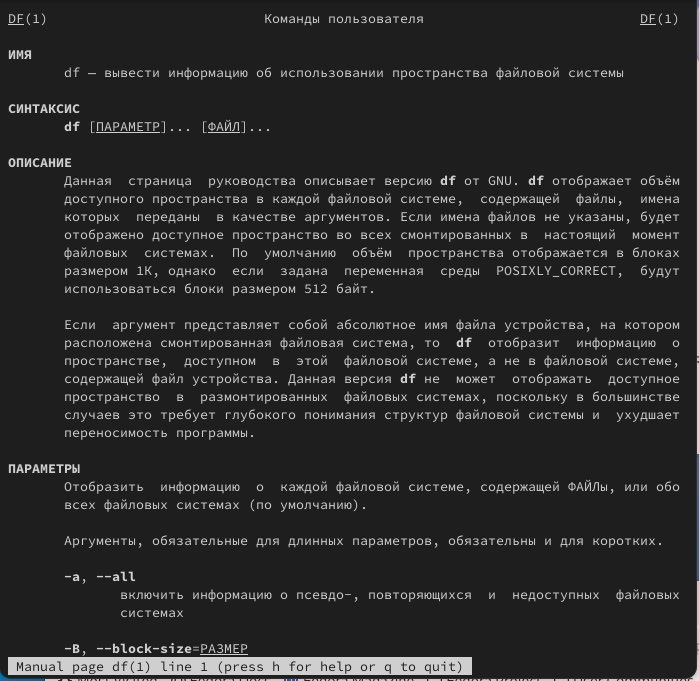 DF(1) Команды пользователя DF(1)
ИМЯ
df — вывести информацию об использовании пространства файловой системы
СИНТАКСИС
df [ПАРАМЕТР]... [ФАЙЛ]...
ОПИСАНИЕ
Данная страница руководства описывает версию df от GNU. df отображает объём
доступного пространства в каждой файловой системе, содержащей файлы, имена
которых переданы в качестве аргументов. Если имена файлов не указаны, будет
отображено доступное пространство во всех смонтированных в настоящий момент
файловых системах. По умолчанию объём пространства отображается в блоках
размером 1K, однако если задана переменная среды POSIXLY_CORRECT, будут
использоваться блоки размером 512 байт.
Если аргумент представляет собой абсолютное имя файла устройства, на котором
расположена смонтированная файловая система, то df отобразит информацию о
пространстве, доступном в этой файловой системе, а не в файловой системе,
содержащей файл устройства. Данная версия df не может отображать доступное
пространство в размонтированных файловых системах, поскольку в большинстве
случаев это требует глубокого понимания структур файловой системы и ухудшает
переносимость программы.
ПАРАМЕТРЫ
Отобразить информацию о каждой файловой системе, содержащей ФАЙЛы, или обо
всех файловых системах (по умолчанию).
Аргументы, обязательные для длинных параметров, обязательны и для коротких.
-a, --all
включить информацию о псевдо-, повторяющихся и недоступных файловых
системах
-B, --block-size=РАЗМЕР
Manual page df(1) line 1 (press h for help or q to quit)